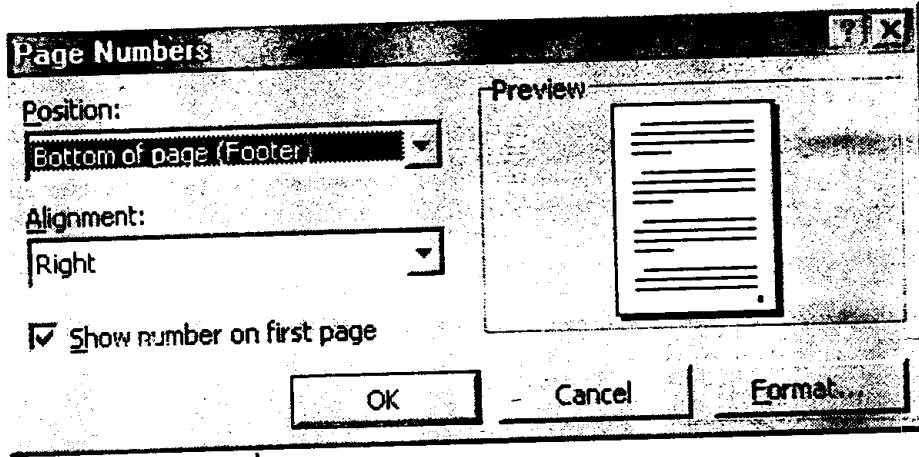 Page Numbers
Position:
Bottom of page (Footer)
Alignment:
Right
Show number on first page
Preview
OK
Cancel
Format...